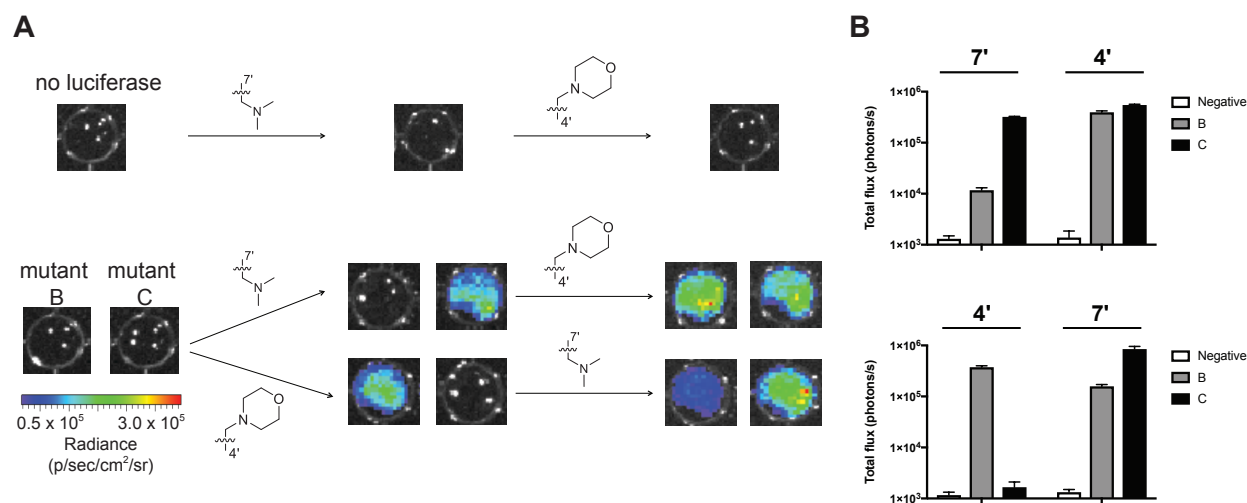 A
no luciferase
7'
N
N
O
4'
mutant
B
mutant
C
7'
N
N
O
4'
7'
N
N
O
4'
0.5 x 10⁵
3.0 x 10⁵
Radiance
(p/sec/cm²/sr)
B
7'
4'
Total flux (photons/s)
1×10⁶
1×10⁵
1×10⁴
1×10³
Negative
B
C
4'
7'
Total flux (photons/s)
1×10⁶
1×10⁵
1×10⁴
1×10³
Negative
B
C